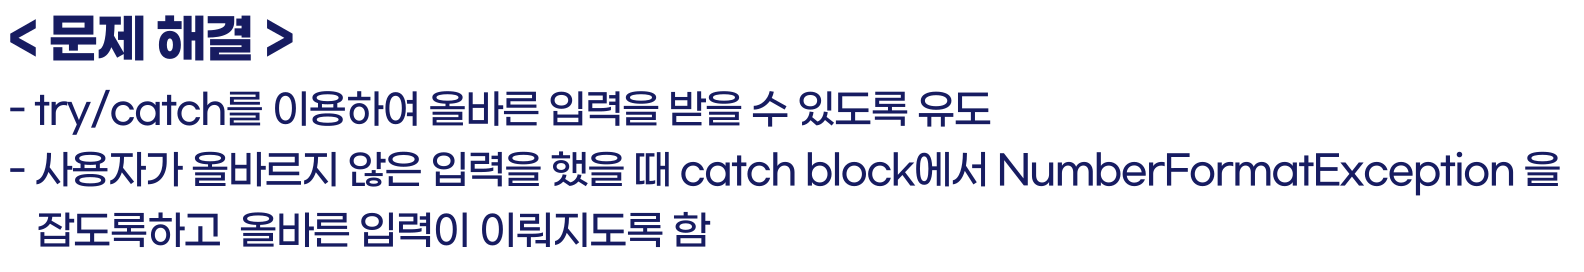 < 문제 해결 >
- try/catch를 이용하여 올바른 입력을 받을 수 있도록 유도
- 사용자가 올바르지 않은 입력을 했을 때 catch block에서 NumberFormatException 을
잡도록하고 올바른 입력이 이뤄지도록 함